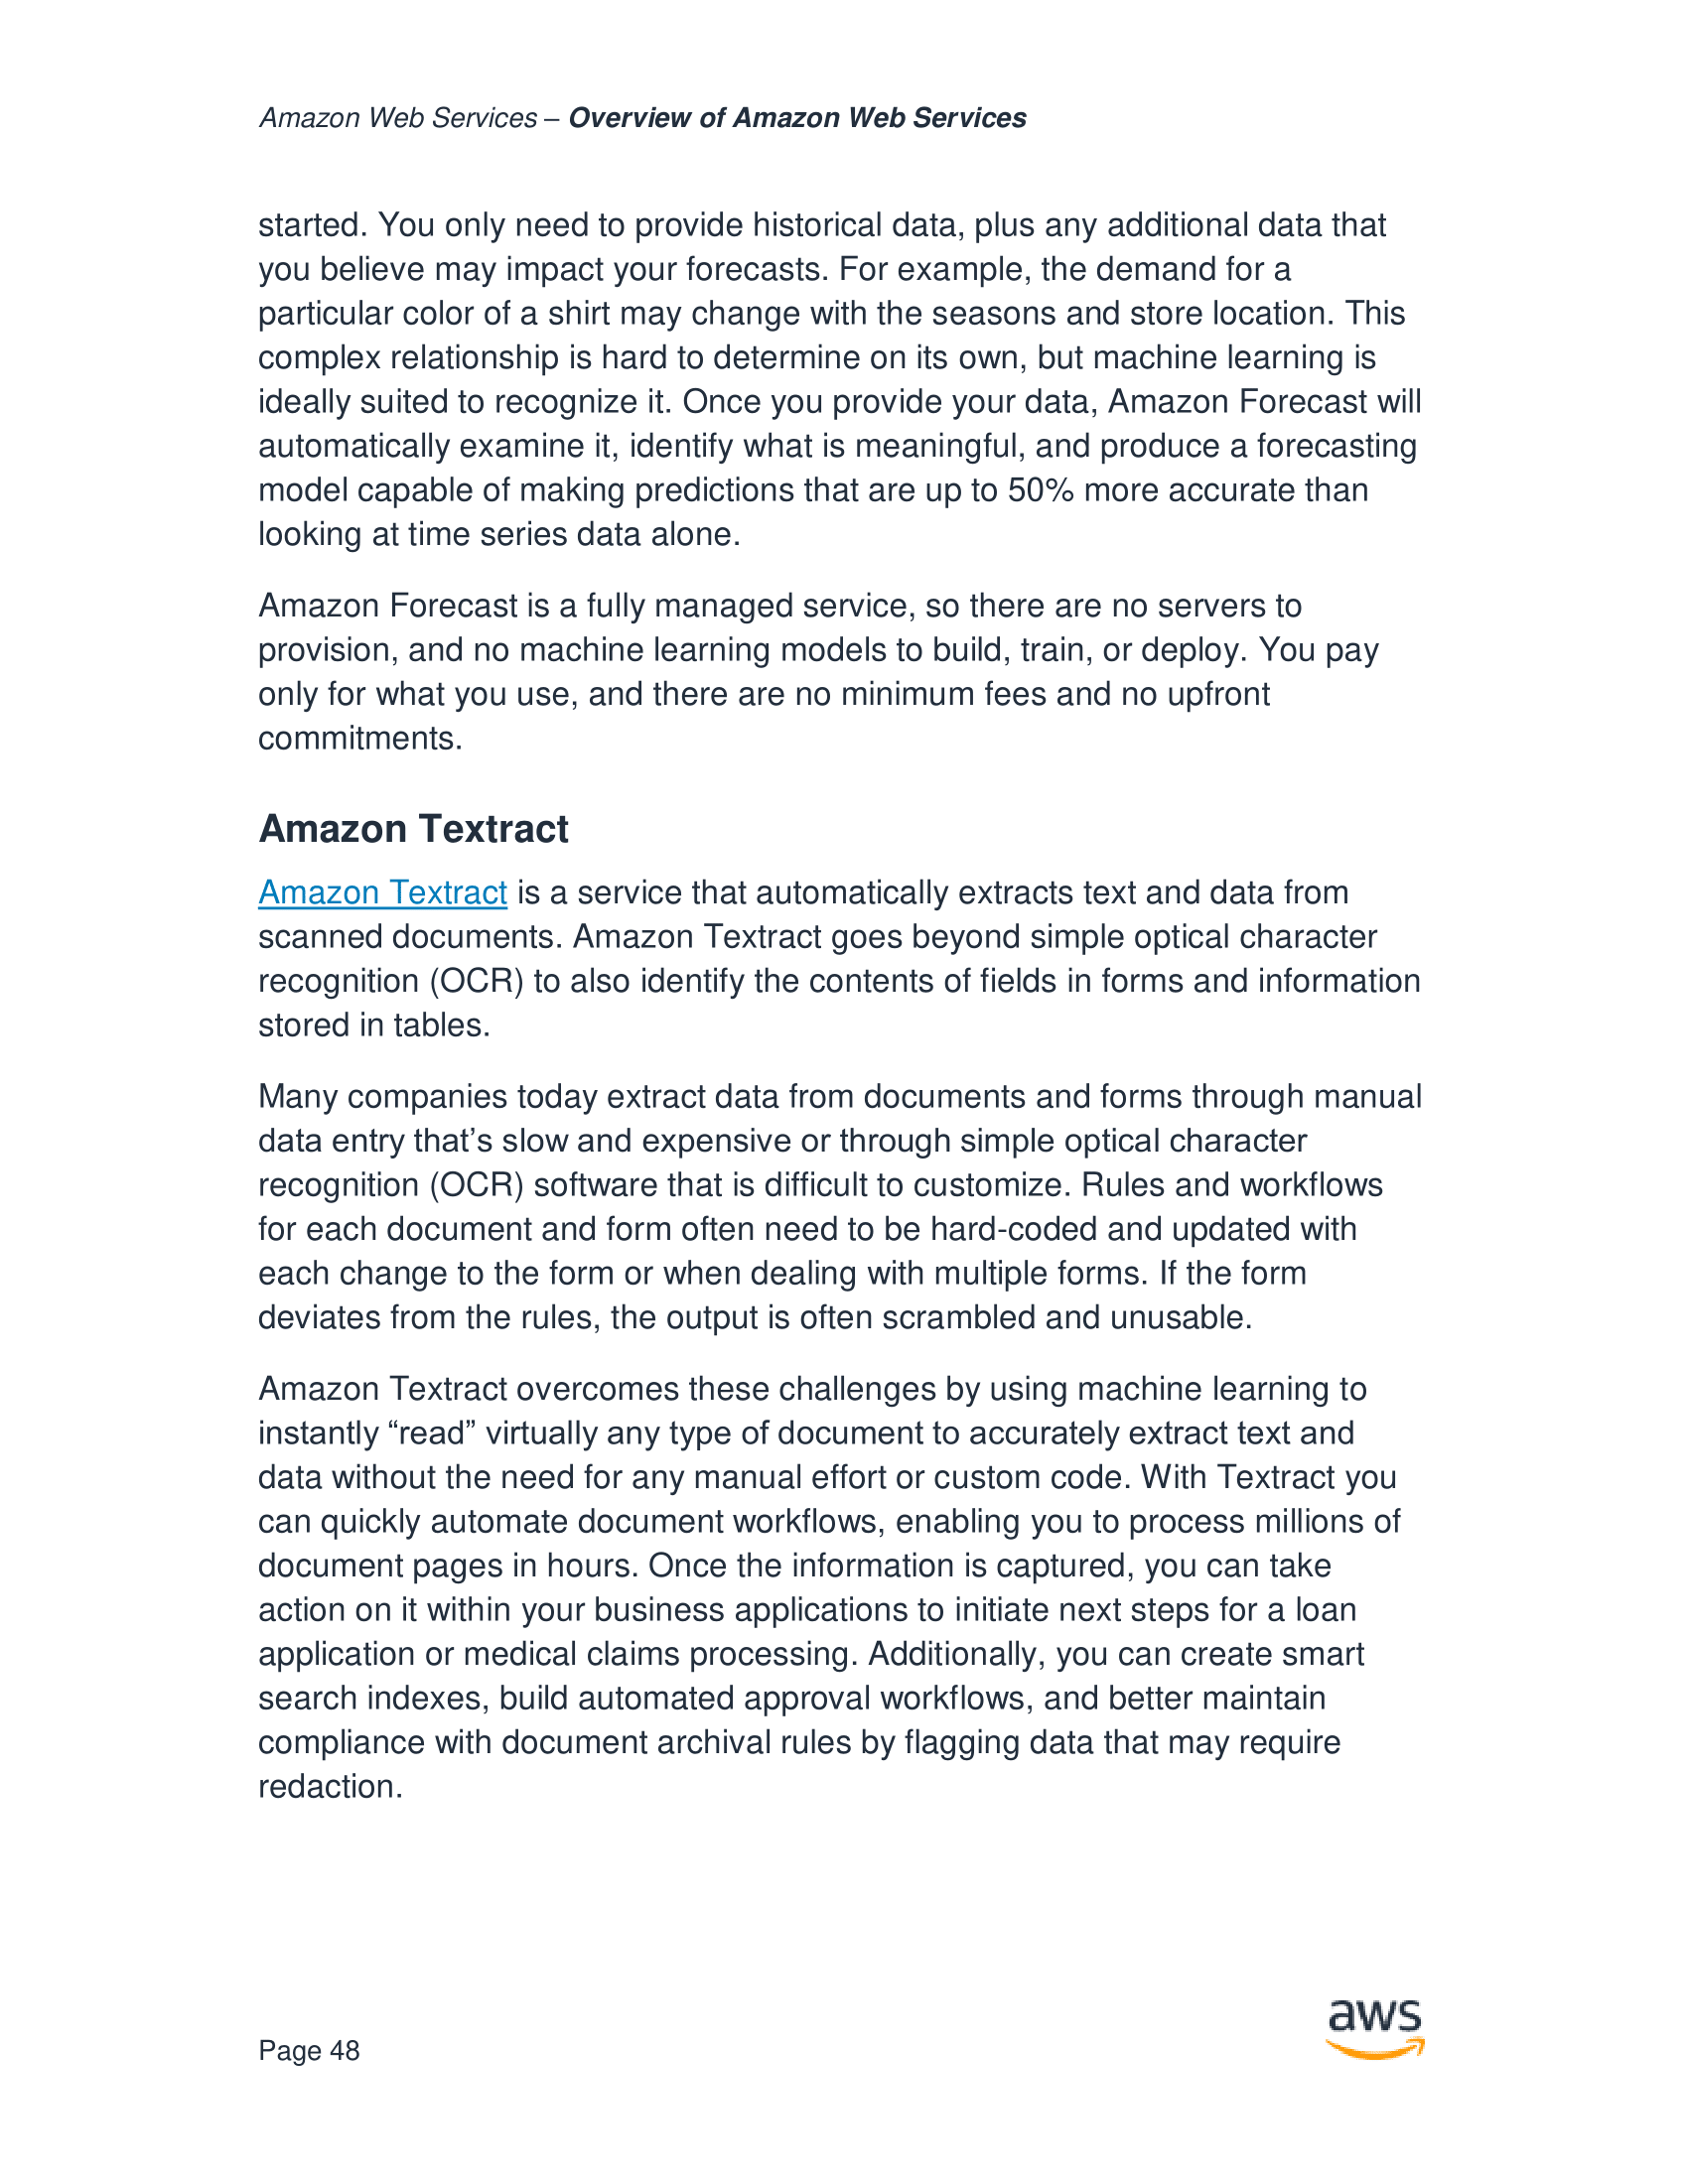 Amazon Web Services – Overview of Amazon Web Services
started. You only need to provide historical data, plus any additional data that
you believe may impact your forecasts. For example, the demand for a
particular color of a shirt may change with the seasons and store location. This
complex relationship is hard to determine on its own, but machine learning is
ideally suited to recognize it. Once you provide your data, Amazon Forecast will
automatically examine it, identify what is meaningful, and produce a forecasting
model capable of making predictions that are up to 50% more accurate than
looking at time series data alone.
Amazon Forecast is a fully managed service, so there are no servers to
provision, and no machine learning models to build, train, or deploy. You pay
only for what you use, and there are no minimum fees and no upfront
commitments.
Amazon Textract
Amazon Textract is a service that automatically extracts text and data from
scanned documents. Amazon Textract goes beyond simple optical character
recognition (OCR) to also identify the contents of fields in forms and information
stored in tables.
Many companies today extract data from documents and forms through manual
data entry that’s slow and expensive or through simple optical character
recognition (OCR) software that is difficult to customize. Rules and workflows
for each document and form often need to be hard-coded and updated with
each change to the form or when dealing with multiple forms. If the form
deviates from the rules, the output is often scrambled and unusable.
Amazon Textract overcomes these challenges by using machine learning to
instantly “read” virtually any type of document to accurately extract text and
data without the need for any manual effort or custom code. With Textract you
can quickly automate document workflows, enabling you to process millions of
document pages in hours. Once the information is captured, you can take
action on it within your business applications to initiate next steps for a loan
application or medical claims processing. Additionally, you can create smart
search indexes, build automated approval workflows, and better maintain
compliance with document archival rules by flagging data that may require
redaction.
aws
Page 48